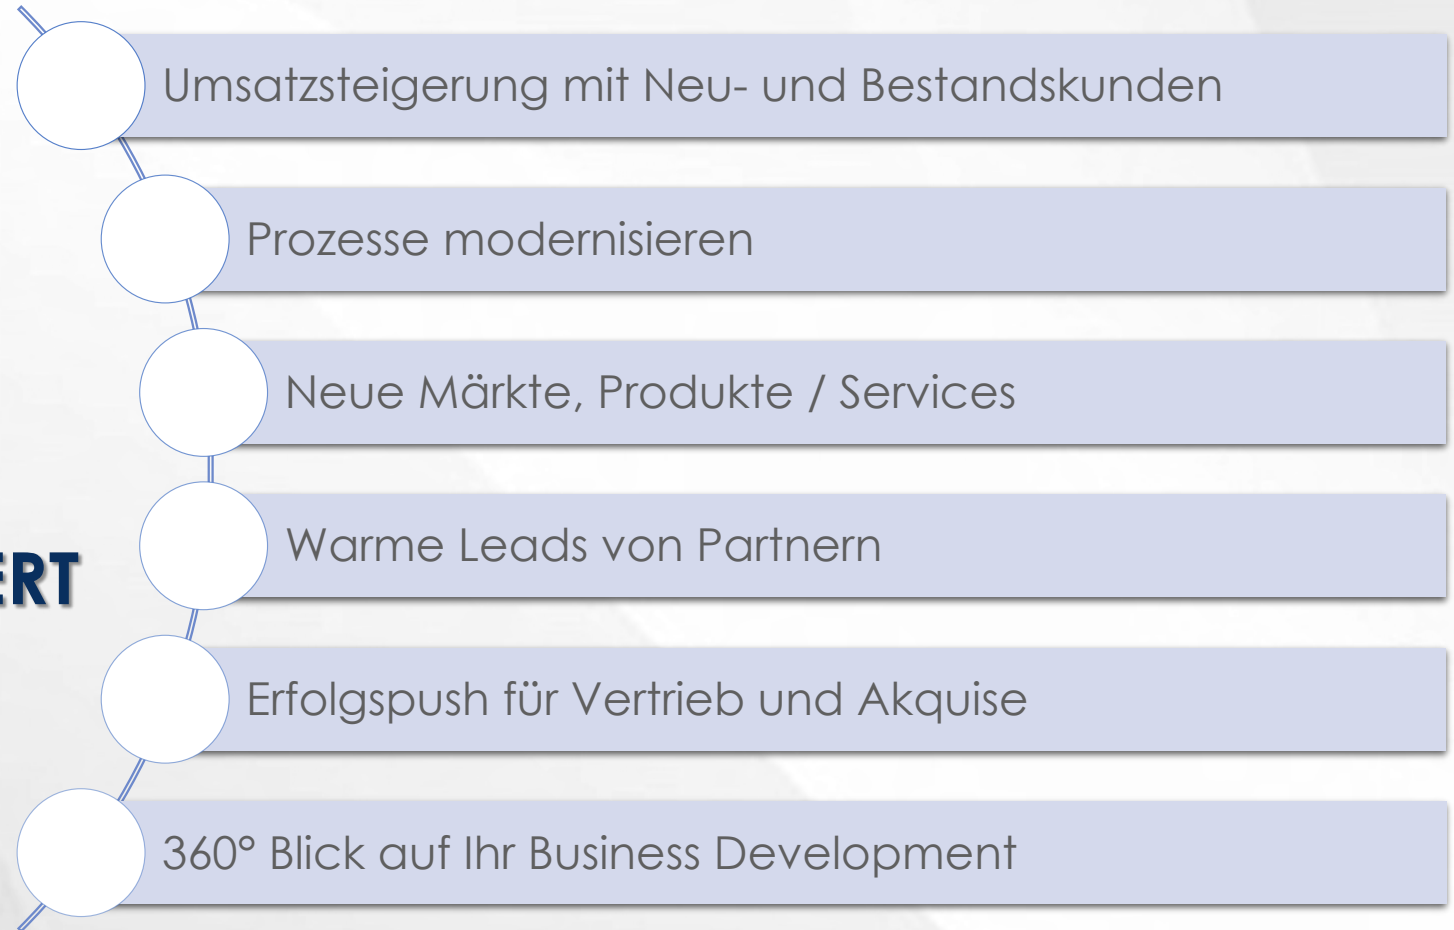 Umsatzsteigerung mit Neu- und Bestandskunden
Prozesse modernisieren
Neue Märkte, Produkte / Services
Warme Leads von Partnern
Erfolgspush für Vertrieb und Akquise
360° Blick auf Ihr Business Development